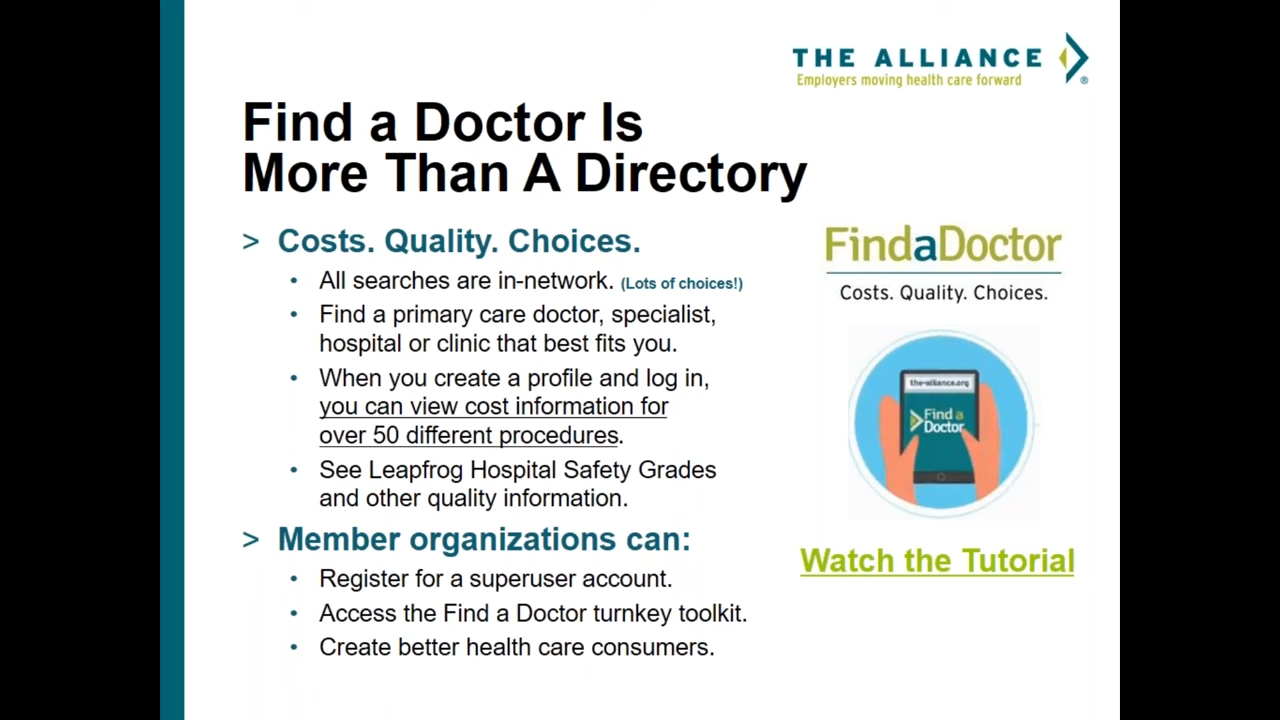 THE ALLIANCE
Employers moving health care forward
®
Find a Doctor Is
More Than A Directory
> Costs. Quality. Choices.
• All searches are in-network. (Lots of choices!)
• Find a primary care doctor, specialist,
hospital or clinic that best fits you.
• When you create a profile and log in,
you can view cost information for
over 50 different procedures.
• See Leapfrog Hospital Safety Grades
and other quality information.
> Member organizations can:
• Register for a superuser account.
• Access the Find a Doctor turnkey toolkit.
• Create better health care consumers.
FindaDoctor
Costs. Quality. Choices.
the-alliance.org
Find a
Doctor
Watch the Tutorial